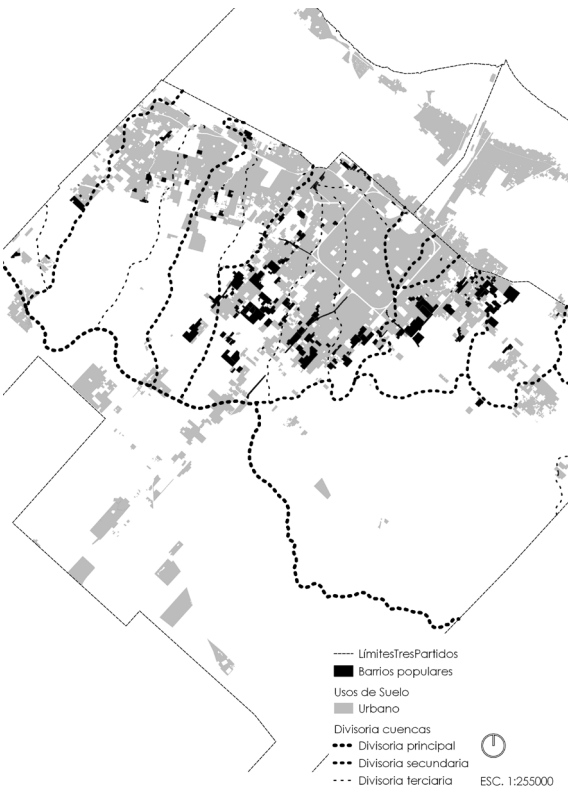 LímitesTresPartidos
Barrios populares
Usos de Suelo
Urbano
Divisoria cuencas
Divisoria principal
Divisoria secundaria
Divisoria terciaria
ESC. 1:255000